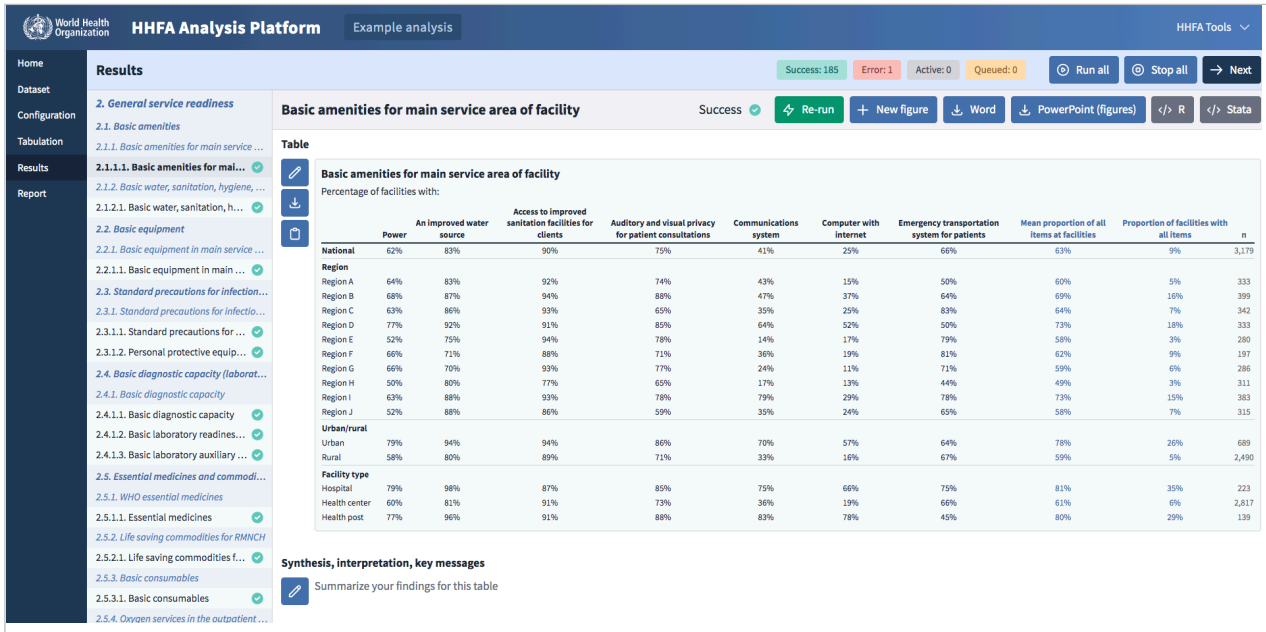 World Health
Organization
HHFA Analysis Platform
Example analysis
HHFA Tools
Home
Dataset
Configuration
Tabulation
Results
Report
Results
Success: 185
Error: 1
Active: 0
Queued: 0
Run all
Stop all
Next
2. General service readiness
2.1. Basic amenities
2.1.1. Basic amenities for main service ...
2.1.1.1. Basic amenities for mai...
2.1.2. Basic water, sanitation, hygiene, ...
2.1.2.1. Basic water, sanitation, h...
2.2. Basic equipment
2.2.1. Basic equipment in main service ...
2.2.1.1. Basic equipment in main ...
2.3. Standard precautions for infection...
2.3.1. Standard precautions for infectio...
2.3.1.1. Standard precautions for ...
2.3.1.2. Personal protective equip...
2.4. Basic diagnostic capacity (laborat...
2.4.1. Basic diagnostic capacity
2.4.1.1. Basic diagnostic capacity
2.4.1.2. Basic laboratory readines...
2.4.1.3. Basic laboratory auxiliary ...
2.5. Essential medicines and commodi...
2.5.1. WHO essential medicines
2.5.1.1. Essential medicines
2.5.2. Life saving commodities for RMNCH
2.5.2.1. Life saving commodities f...
2.5.3. Basic consumables
2.5.3.1. Basic consumables
2.5.4. Oxygen services in the outpatient ...
Basic amenities for main service area of facility
Success
Re-run
New figure
Word
PowerPoint (figures)
</> R
</> Stata
Table
Basic amenities for main service area of facility
Percentage of facilities with:
Power
An improved water source
Access to improved sanitation facilities for clients
Auditory and visual privacy for patient consultations
Communications system
Computer with internet
Emergency transportation system for patients
Mean proportion of all items at facilities
Proportion of facilities with all items
n
National 62% 83% 90% 75% 41% 25% 66% 63% 9% 3,179
Region
Region A 64% 83% 92% 74% 43% 15% 50% 60% 5% 333
Region B 68% 87% 94% 88% 47% 37% 64% 69% 16% 399
Region C 63% 86% 93% 65% 35% 25% 83% 64% 7% 342
Region D 77% 92% 91% 85% 64% 52% 50% 73% 18% 333
Region E 52% 75% 94% 78% 14% 17% 79% 58% 3% 280
Region F 66% 71% 88% 71% 36% 19% 81% 62% 9% 197
Region G 66% 70% 93% 77% 24% 11% 71% 59% 6% 286
Region H 50% 80% 77% 65% 17% 13% 44% 49% 3% 311
Region I 63% 88% 93% 78% 79% 29% 78% 73% 15% 383
Region J 52% 88% 86% 59% 35% 24% 65% 58% 7% 315
Urban/rural
Urban 79% 94% 94% 86% 70% 57% 64% 78% 26% 689
Rural 58% 80% 89% 71% 33% 16% 67% 59% 5% 2,490
Facility type
Hospital 79% 98% 87% 85% 75% 66% 75% 81% 35% 223
Health center 60% 81% 91% 73% 36% 19% 66% 61% 6% 2,817
Health post 77% 96% 91% 88% 83% 78% 45% 80% 29% 139
Synthesis, interpretation, key messages
Summarize your findings for this table